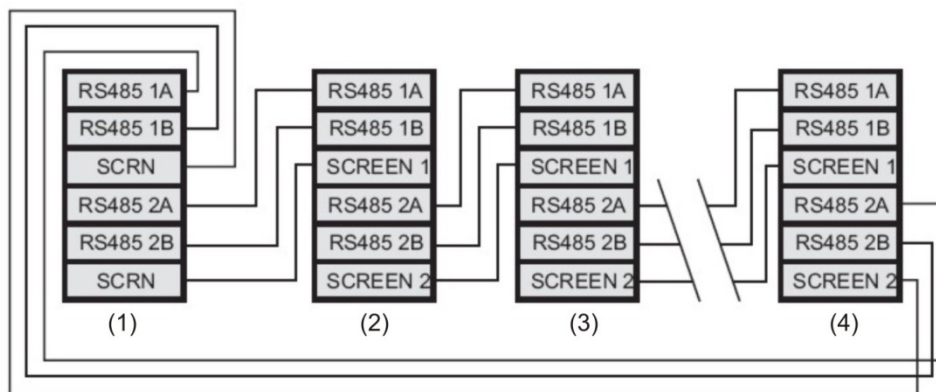 RS485 1A
RS485 1B
SCRN
RS485 2A
RS485 2B
SCRN
(1)
RS485 1A
RS485 1B
SCREEN 1
RS485 2A
RS485 2B
SCREEN 2
(2)
RS485 1A
RS485 1B
SCREEN 1
RS485 2A
RS485 2B
SCREEN 2
(3)
RS485 1A
RS485 1B
SCREEN 1
RS485 2A
RS485 2B
SCREEN 2
(4)